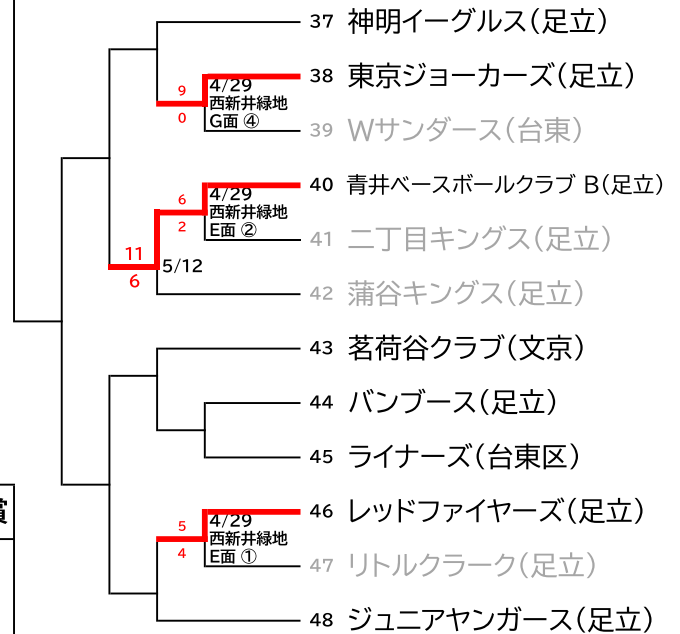 37 神明イーグルス(足立)
38 東京ジョーカーズ(足立)
9
0
4/29
西新井緑地
G面 ④
39 Wサンダース(台東)
40 青井ベースボールクラブ B(足立)
6
2
4/29
西新井緑地
E面 ②
41 二丁目キングス(足立)
11
6
5/12
42 蒲谷キングス(足立)
43 茗荷谷クラブ(文京)
44 バンブース(足立)
45 ライナーズ(台東区)
46 レッドファイヤーズ(足立)
5
4
4/29
西新井緑地
E面 ①
47 リトルクラーク(足立)
48 ジュニアヤンガース(足立)